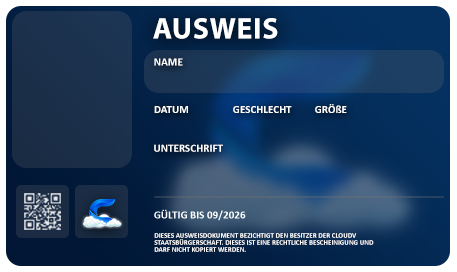 AUSWEIS
NAME
DATUM GESCHLECHT GRÖßE
UNTERSCHRIFT
GÜLTIG BIS 09/2026
DIESES AUSWEISDOKUMENT BEZICHTIGT DEN BESITZER DER CLOUDV
STAATSBÜRGERSCHAFT. DIESES IST EINE RECHTLICHE BESCHEINIGUNG UND
DARF NICHT KOPIERT WERDEN.